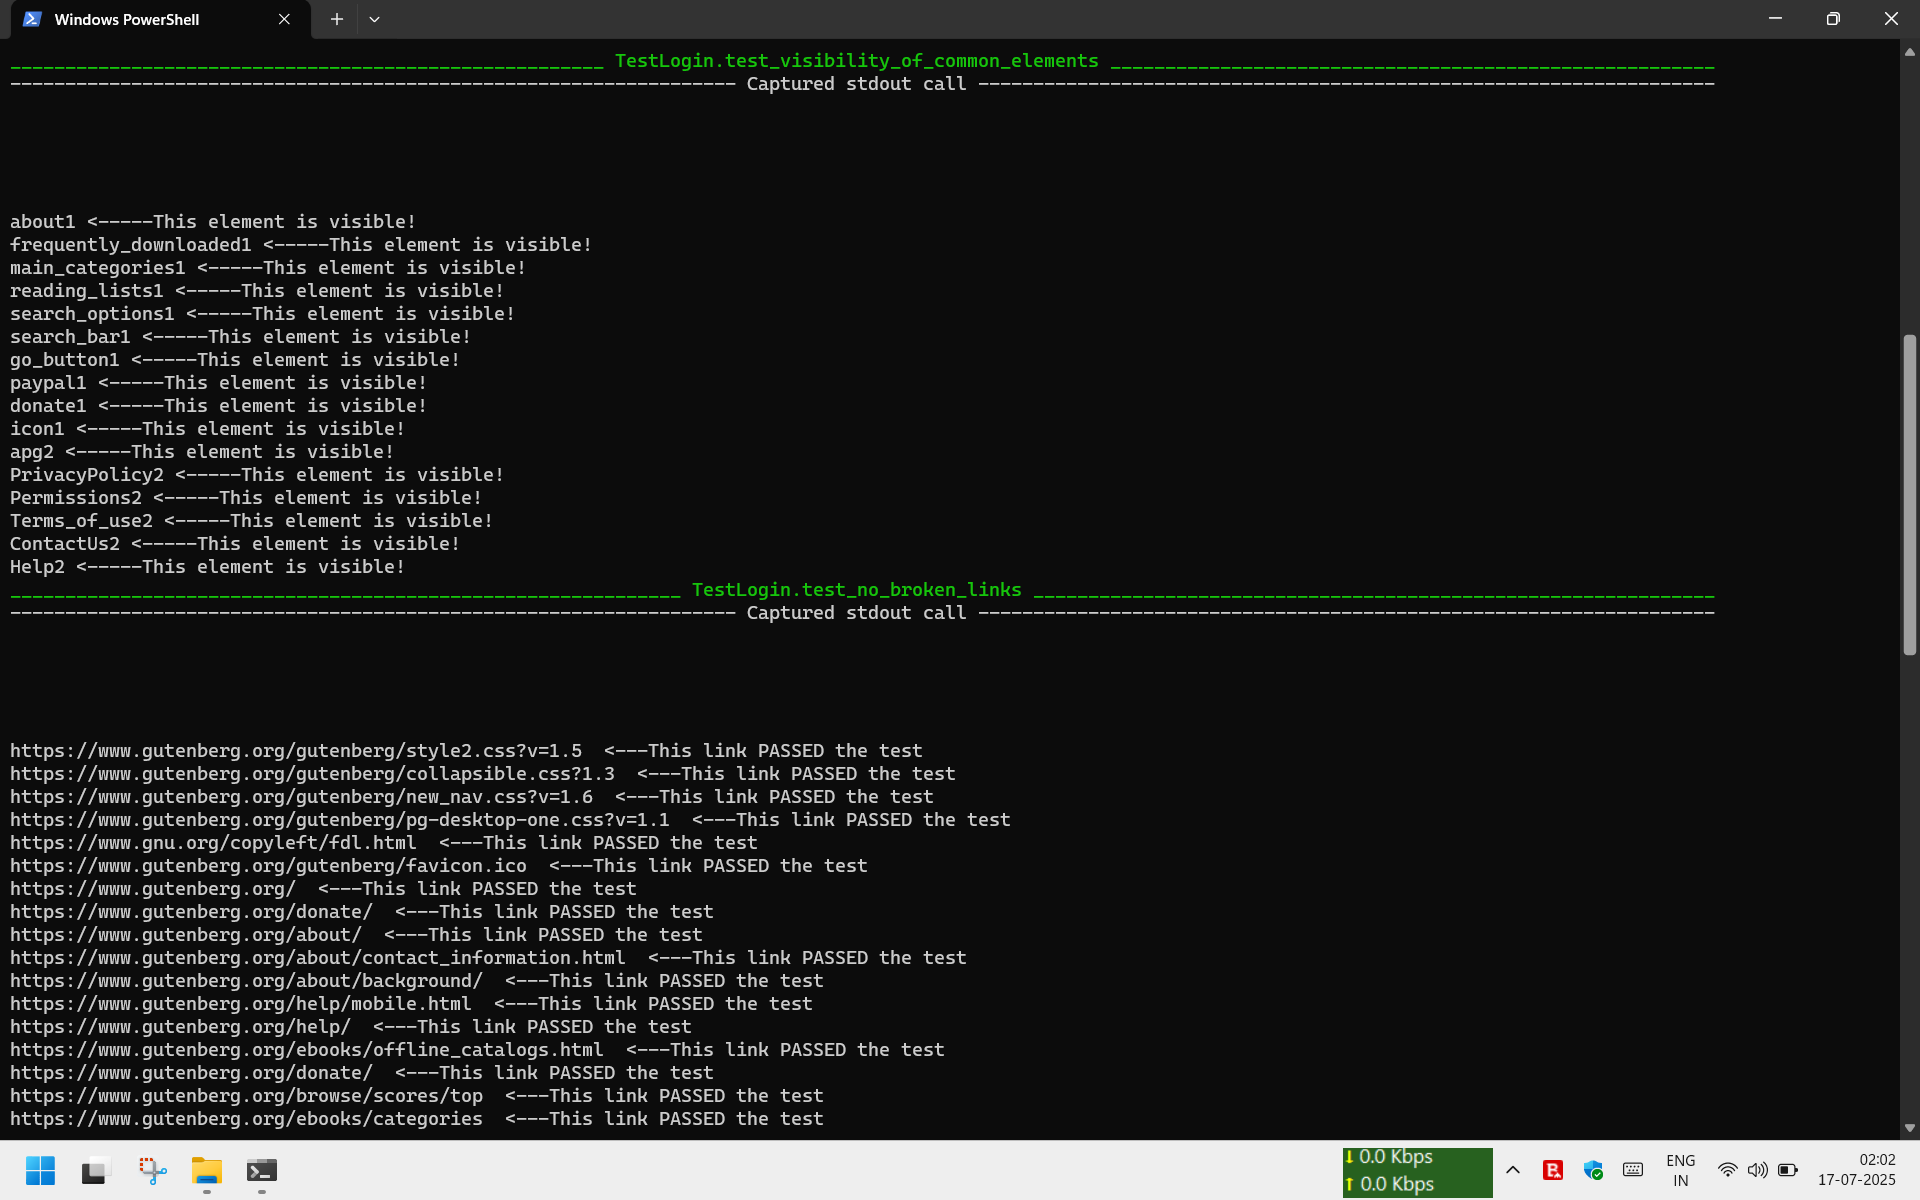 Windows PowerShell
TestLogin.test_visibility_of_common_elements
Captured stdout call
about1 <-----This element is visible!
frequently_downloaded1 <-----This element is visible!
main_categories1 <-----This element is visible!
reading_lists1 <-----This element is visible!
search_options1 <-----This element is visible!
search_bar1 <-----This element is visible!
go_button1 <-----This element is visible!
paypal1 <-----This element is visible!
donate1 <-----This element is visible!
icon1 <-----This element is visible!
apg2 <-----This element is visible!
PrivacyPolicy2 <-----This element is visible!
Permissions2 <-----This element is visible!
Terms_of_use2 <-----This element is visible!
ContactUs2 <-----This element is visible!
Help2 <-----This element is visible!
TestLogin.test_no_broken_links
Captured stdout call
https://www.gutenberg.org/gutenberg/style2.css?v=1.5  <---This link PASSED the test
https://www.gutenberg.org/gutenberg/collapsible.css?1.3  <---This link PASSED the test
https://www.gutenberg.org/gutenberg/new_nav.css?v=1.6  <---This link PASSED the test
https://www.gutenberg.org/gutenberg/pg-desktop-one.css?v=1.1  <---This link PASSED the test
https://www.gnu.org/copyleft/fdl.html  <---This link PASSED the test
https://www.gutenberg.org/gutenberg/favicon.ico  <---This link PASSED the test
https://www.gutenberg.org/  <---This link PASSED the test
https://www.gutenberg.org/donate/  <---This link PASSED the test
https://www.gutenberg.org/about/  <---This link PASSED the test
https://www.gutenberg.org/about/contact_information.html  <---This link PASSED the test
https://www.gutenberg.org/about/background/  <---This link PASSED the test
https://www.gutenberg.org/help/mobile.html  <---This link PASSED the test
https://www.gutenberg.org/help/  <---This link PASSED the test
https://www.gutenberg.org/ebooks/offline_catalogs.html  <---This link PASSED the test
https://www.gutenberg.org/donate/  <---This link PASSED the test
https://www.gutenberg.org/browse/scores/top  <---This link PASSED the test
https://www.gutenberg.org/ebooks/categories  <---This link PASSED the test
0.0 Kbps
0.0 Kbps
ENG
IN
02:02
17-07-2025